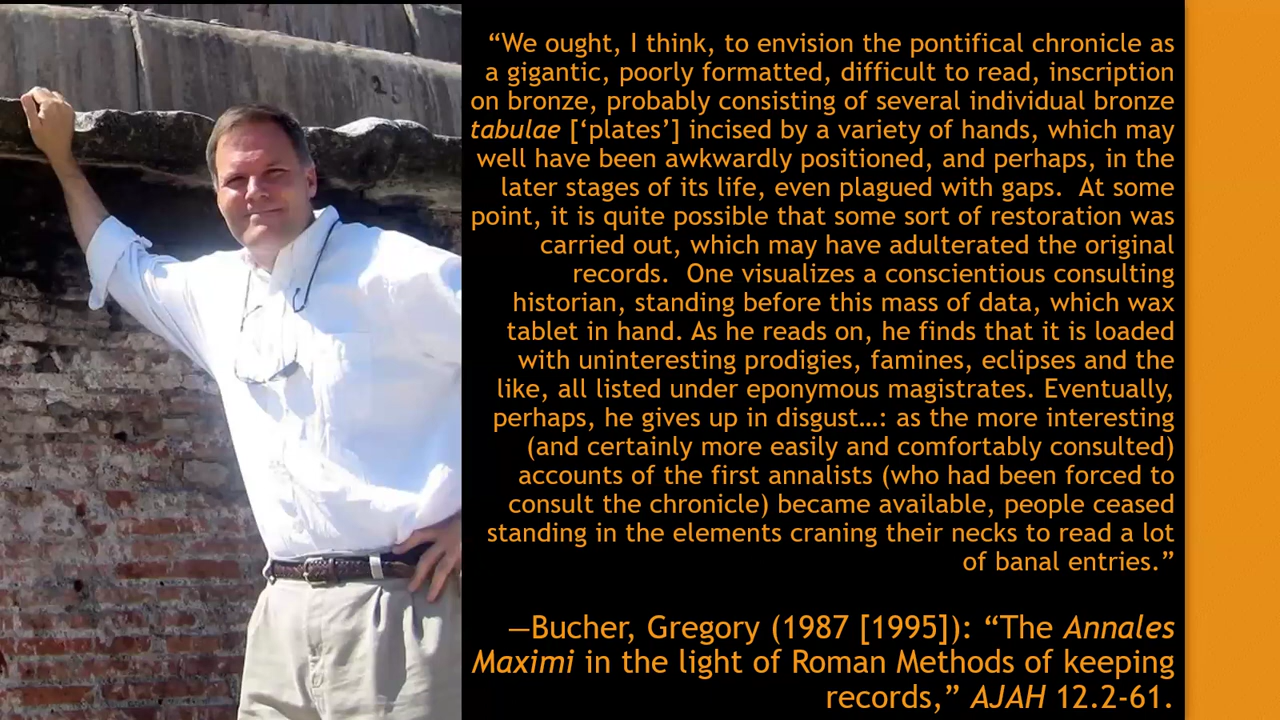 25
“We ought, I think, to envision the pontifical chronicle as
a gigantic, poorly formatted, difficult to read, inscription
on bronze, probably consisting of several individual bronze
tabulae [‘plates’] incised by a variety of hands, which may
well have been awkwardly positioned, and perhaps, in the
later stages of its life, even plagued with gaps.  At some
point, it is quite possible that some sort of restoration was
carried out, which may have adulterated the original
records.  One visualizes a conscientious consulting
historian, standing before this mass of data, which wax
tablet in hand. As he reads on, he finds that it is loaded
with uninteresting prodigies, famines, eclipses and the
like, all listed under eponymous magistrates. Eventually,
perhaps, he gives up in disgust…: as the more interesting
(and certainly more easily and comfortably consulted)
accounts of the first annalists (who had been forced to
consult the chronicle) became available, people ceased
standing in the elements craning their necks to read a lot
of banal entries.”
—Bucher, Gregory (1987 [1995]): “The Annales
Maximi in the light of Roman Methods of keeping
records,” AJAH 12.2-61.